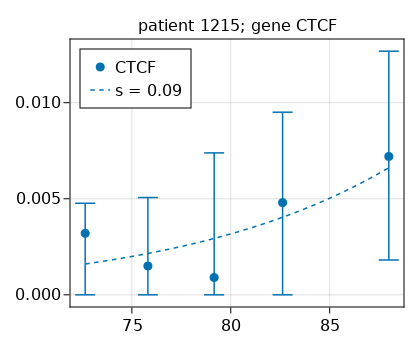 patient 1215; gene CTCF
CTCF
s = 0.09
0.010
0.005
0.000
75 80 85